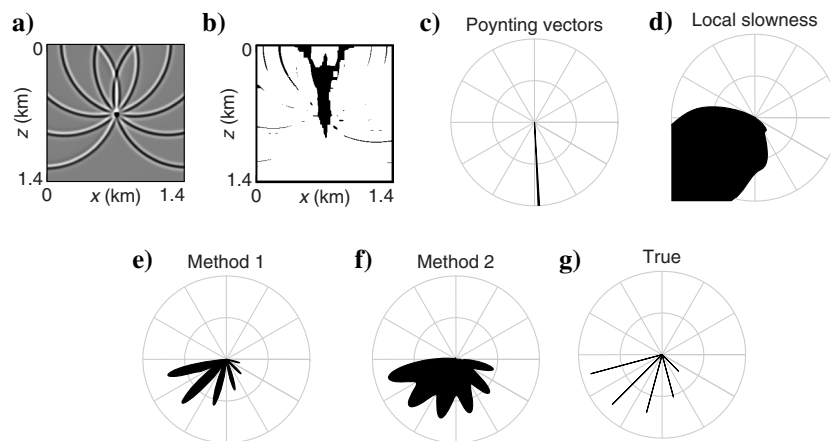 a)
0
z (km)
1.4
0
x (km)
1.4
b)
0
z (km)
1.4
0
x (km)
1.4
c)
Poynting vectors
d)
Local slowness
e)
Method 1
f)
Method 2
g)
True